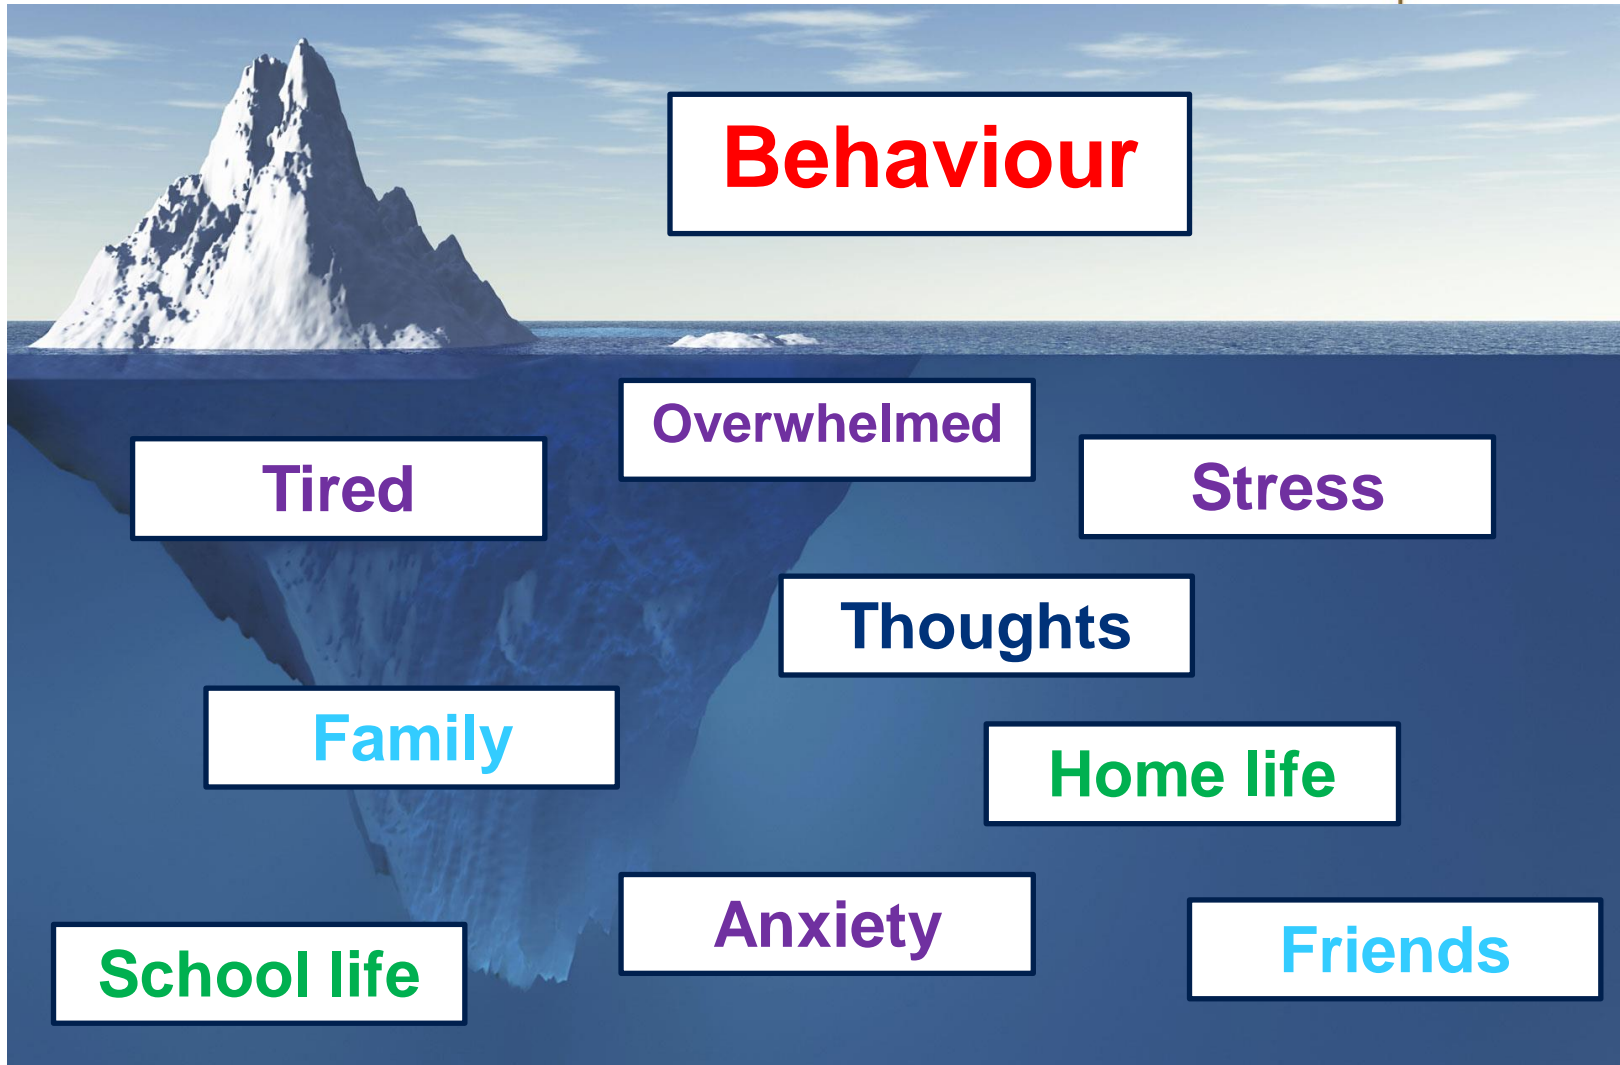 Behaviour
Overwhelmed
Tired
Stress
Thoughts
Family
Home life
Anxiety
Friends
School life